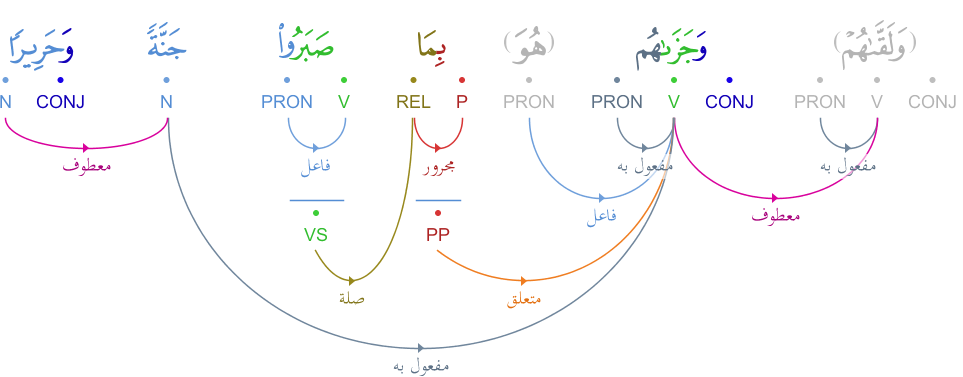 (وَلَقَّىٰهُمْ) وَجَزَىٰهُم (هُوَ) بِمَا صَبَرُوا۟ جَنَّةً وَحَرِيرًا
N CONJ N PRON V REL P PRON PRON V CONJ PRON V CONJ
معطوف فاعل مجرور مفعول به مفعول به
فاعل معطوف
VS PP
صلة متعلق
مفعول به